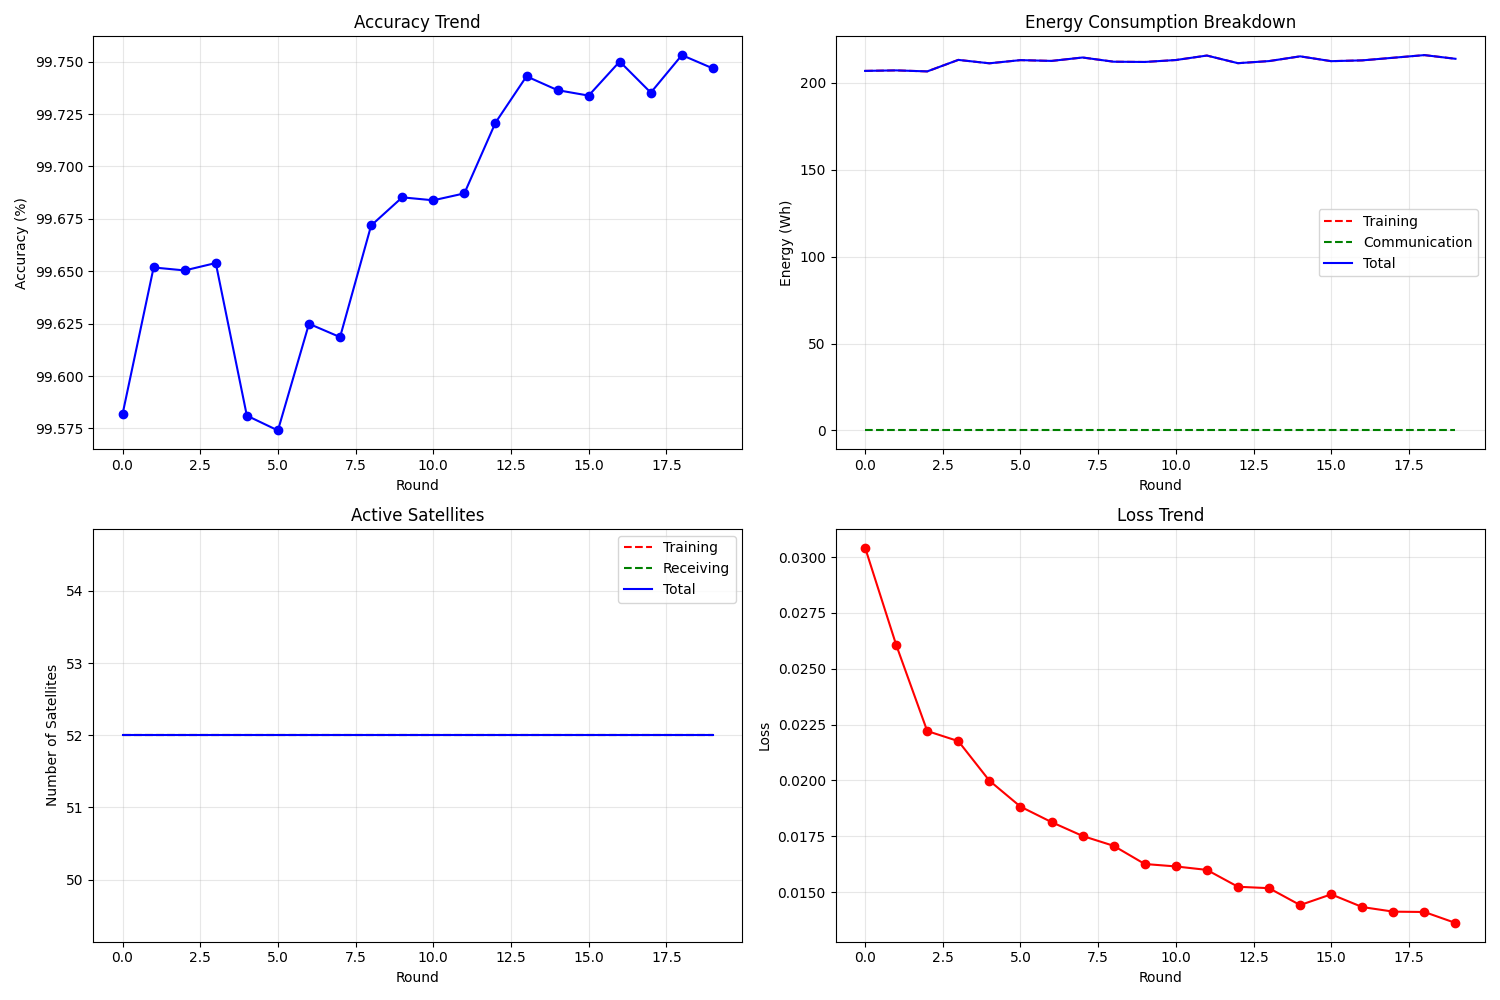 Accuracy Trend
99.750
99.725
99.700
99.675
99.650
99.625
99.600
99.575
Accuracy (%)
0.0 2.5 5.0 7.5 10.0 12.5 15.0 17.5
Round
Energy Consumption Breakdown
200
150
100
50
0
Energy (Wh)
Training
Communication
Total
0.0 2.5 5.0 7.5 10.0 12.5 15.0 17.5
Round
Active Satellites
54
53
52
51
50
Number of Satellites
Training
Receiving
Total
0.0 2.5 5.0 7.5 10.0 12.5 15.0 17.5
Round
Loss Trend
0.0300
0.0275
0.0250
0.0225
0.0200
0.0175
0.0150
Loss
0.0 2.5 5.0 7.5 10.0 12.5 15.0 17.5
Round